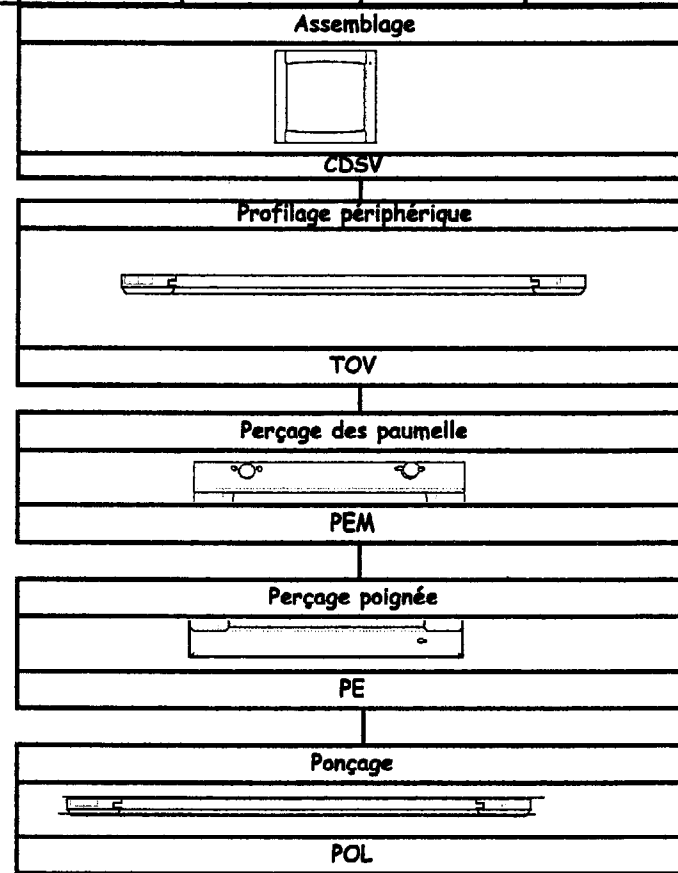 Assemblage
CDSV
Profilage périphérique
TOV
Perçage des paumelle
PEM
Perçage poignée
PE
Ponçage
POL